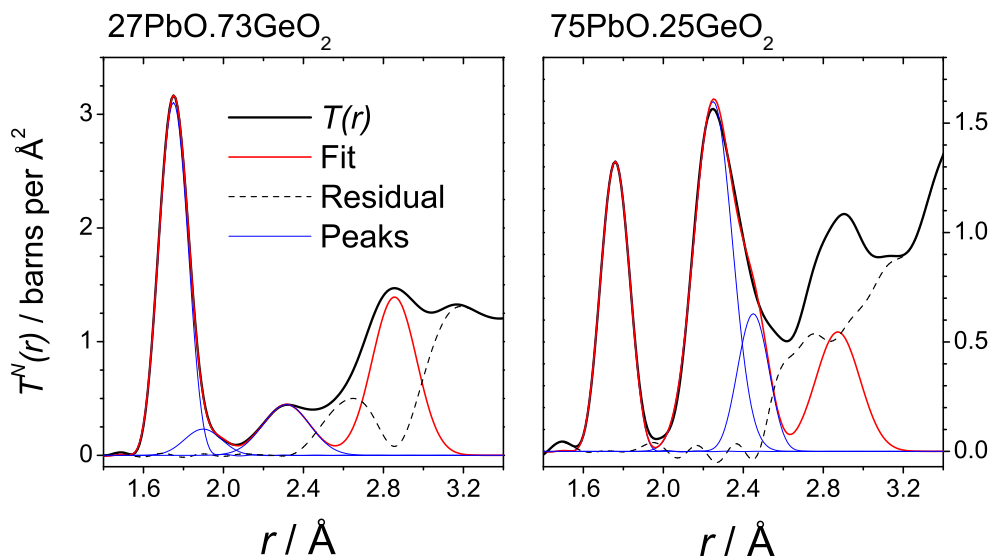 27PbO.73GeO₂
75PbO.25GeO₂
T(r)
Fit
Residual
Peaks
Tᴺ(r) / barns per Å²
3
2
1
0
1.5
1.0
0.5
0.0
1.6 2.0 2.4 2.8 3.2
1.6 2.0 2.4 2.8 3.2
r / Å
r / Å